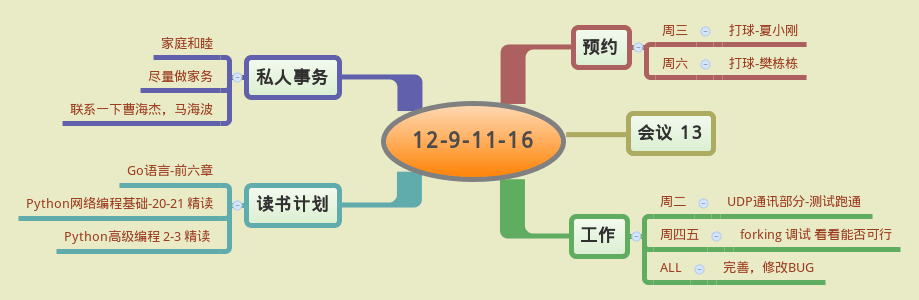 12-9-11-16
预约
周三 打球-夏小刚
周六 打球-樊栋栋
会议 13
工作
周二 UDP通讯部分-测试跑通
周四五 forking 调试 看看能否可行
ALL 完善，修改BUG
私人事务
家庭和睦
尽量做家务
联系一下曹海杰，马海波
读书计划
Go语言-前六章
Python网络编程基础-20-21 精读
Python高级编程 2-3 精读